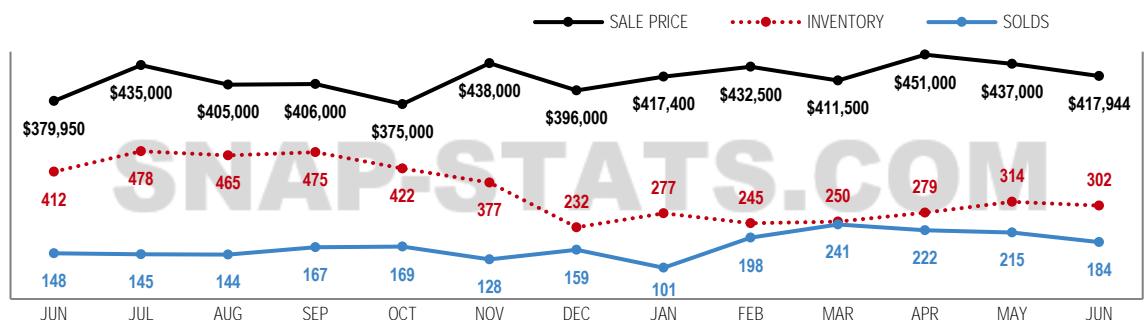 SALE PRICE INVENTORY SOLDS
$379,950 $435,000 $405,000 $406,000 $375,000 $438,000 $396,000 $417,400 $432,500 $411,500 $451,000 $437,000 $417,944
SNAP-STATS.COM
412 478 465 475 422 377 232 277 245 250 279 314 302
148 145 144 167 169 128 159 101 198 241 222 215 184
JUN JUL AUG SEP OCT NOV DEC JAN FEB MAR APR MAY JUN